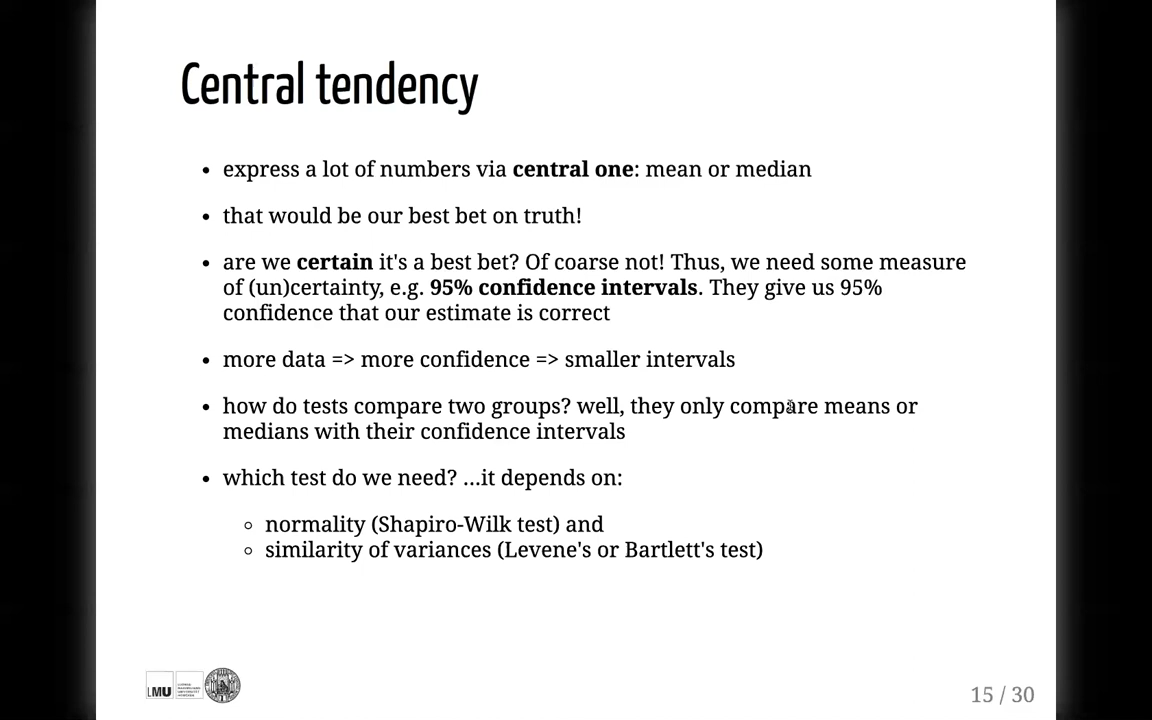 Central tendency
• express a lot of numbers via central one: mean or median
• that would be our best bet on truth!
• are we certain it's a best bet? Of coarse not! Thus, we need some measure
of (un)certainty, e.g. 95% confidence intervals. They give us 95%
confidence that our estimate is correct
• more data => more confidence => smaller intervals
• how do tests compare two groups? well, they only compare means or
medians with their confidence intervals
• which test do we need? …it depends on:
◦ normality (Shapiro-Wilk test) and
◦ similarity of variances (Levene's or Bartlett's test)
LMU
15 / 30